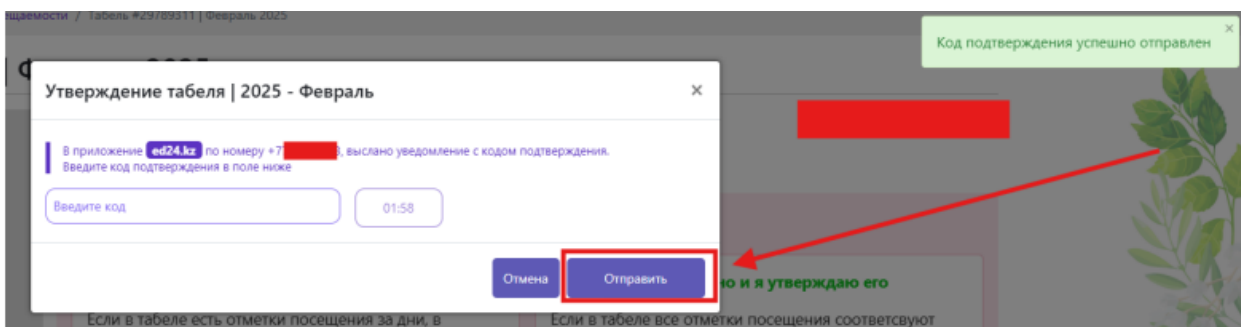 ещаемости / Табель #29789311 | Февраль 2025
Код подтверждения успешно отправлен ×
Утверждение табеля | 2025 - Февраль ×
В приложение ed24.kz по номеру +7, выслано уведомление с кодом подтверждения.
Введите код подтверждения в поле ниже
Введите код 01:58
Отмена Отправить
но и я утверждаю его
Если в табеле есть отметки посещения за дни, в
Если в табеле все отметки посещения соответсвуют